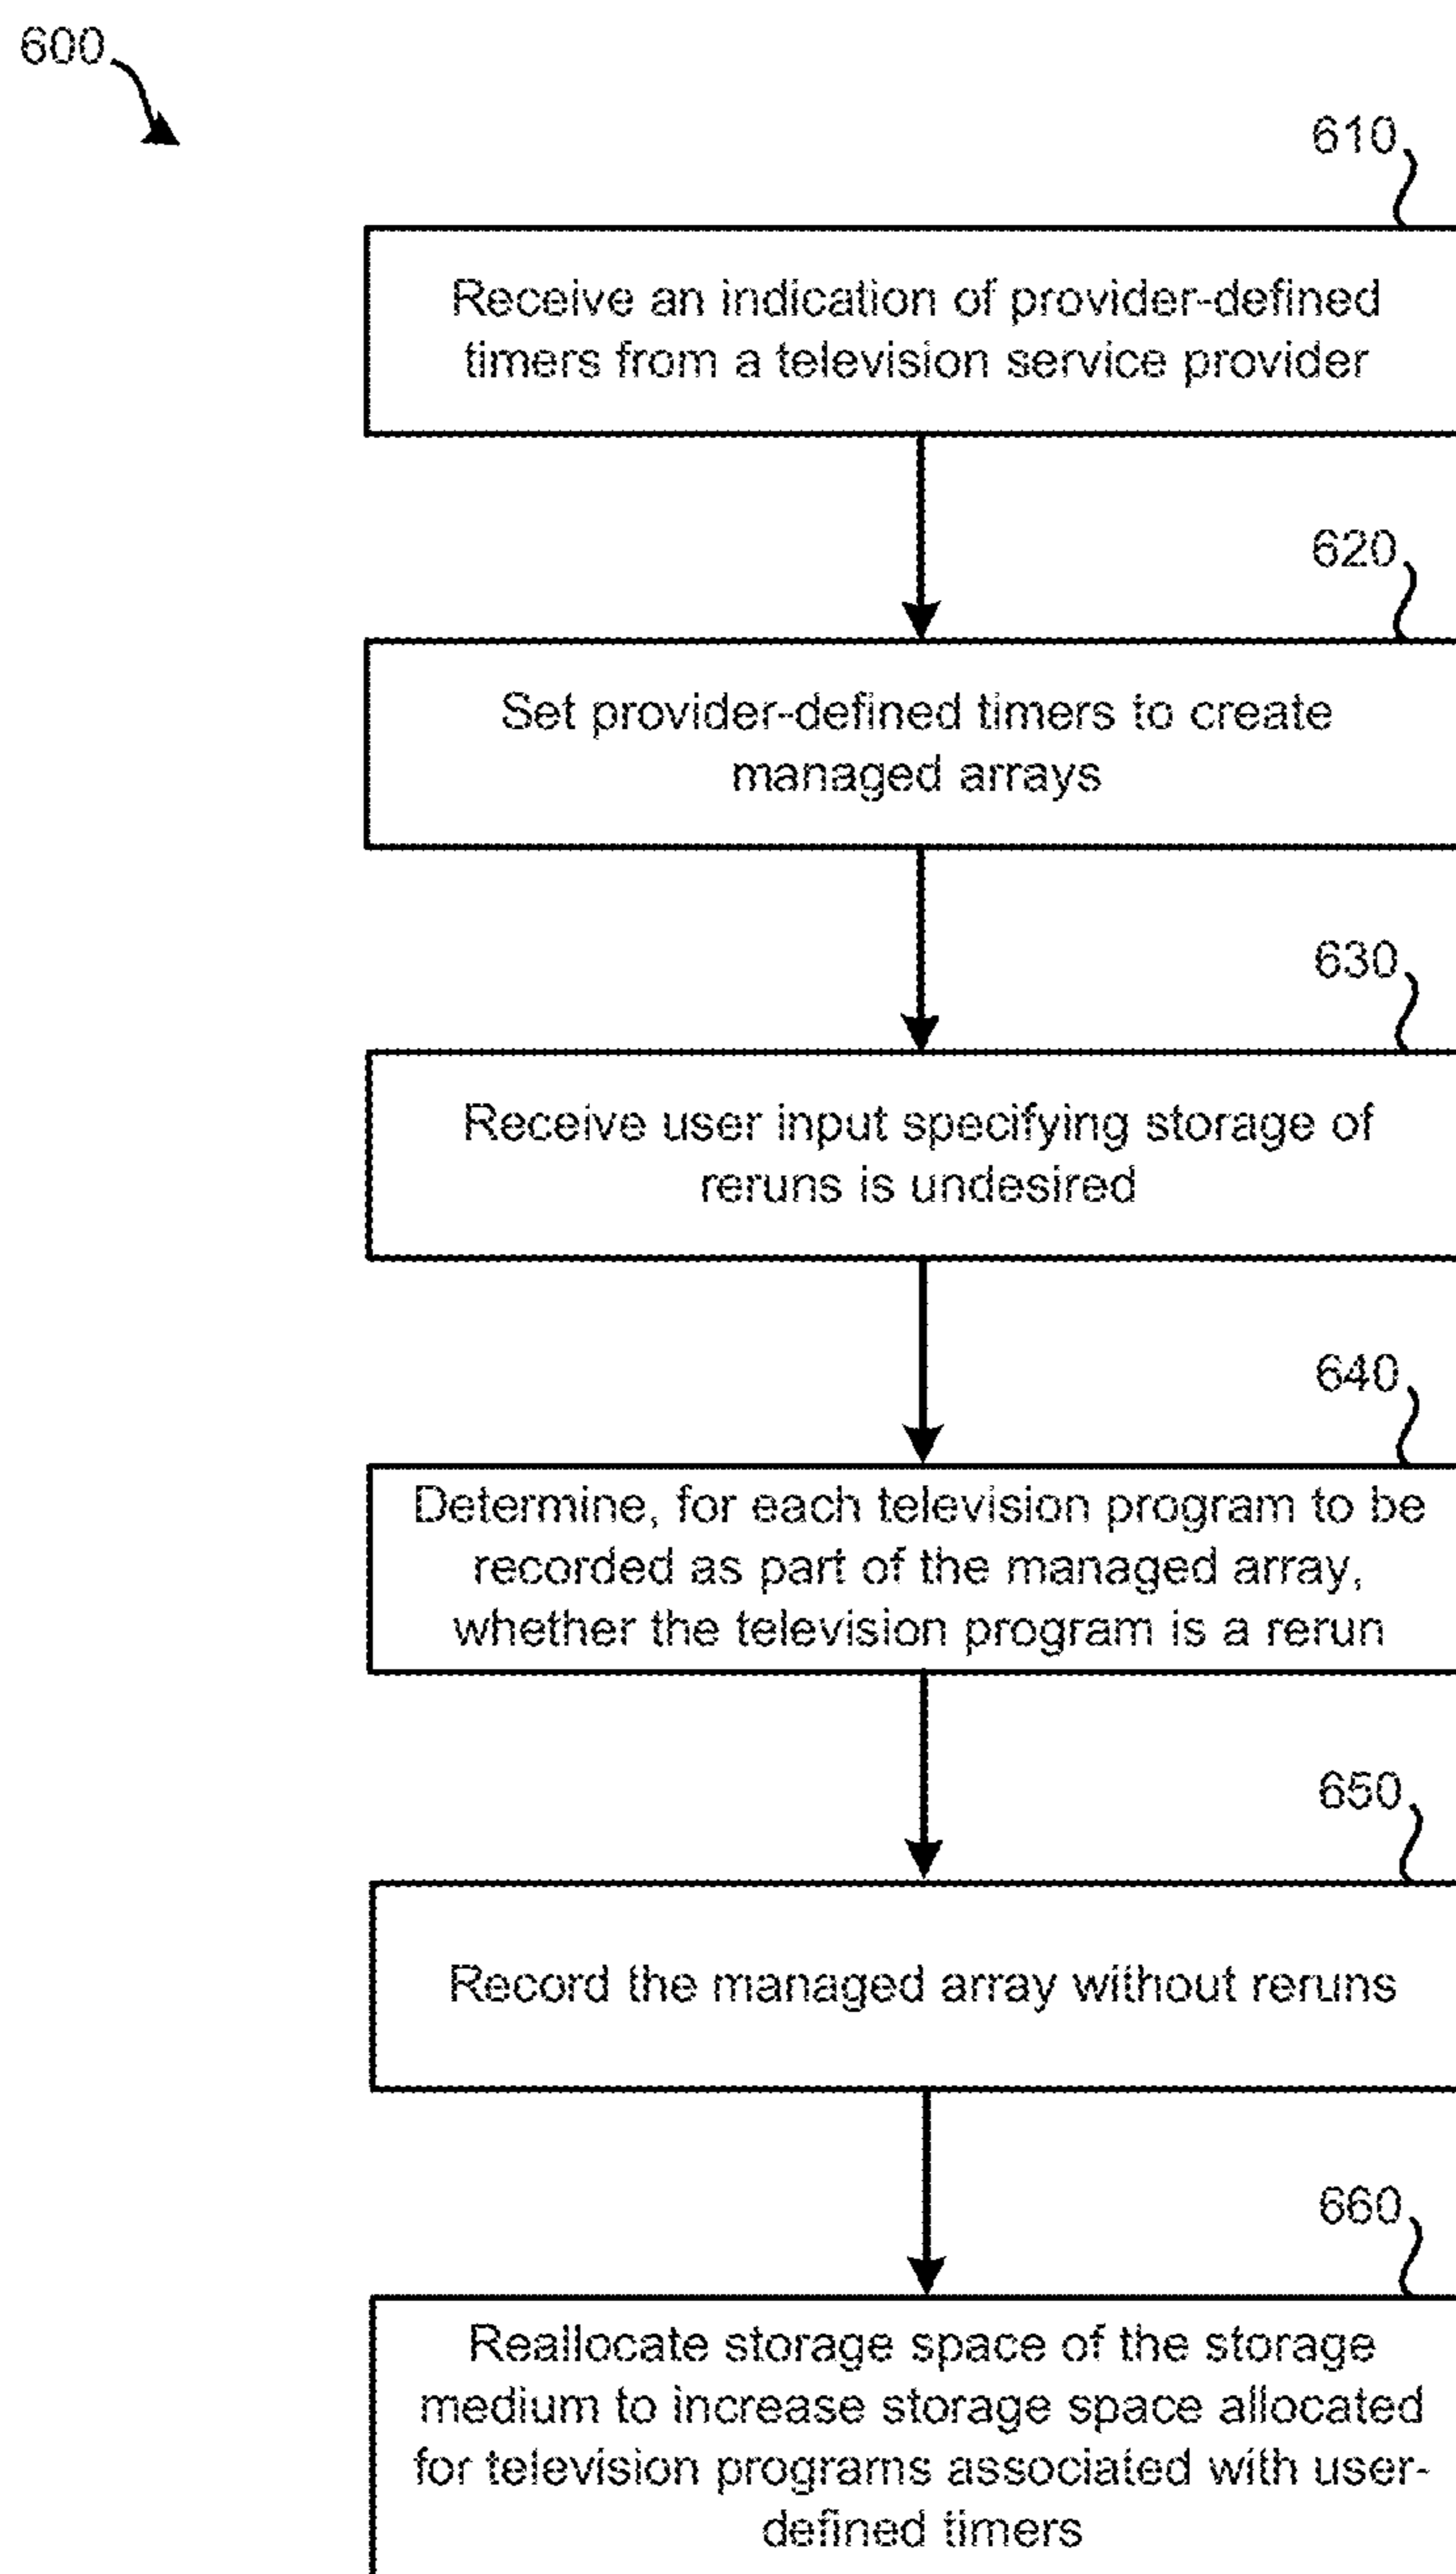 600
610
Receive an indication of provider-defined
timers from a television service provider
620
Set provider-defined timers to create
managed arrays
630
Receive user input specifying storage of
reruns is undesired
640
Determine, for each television program to be
recorded as part of the managed array,
whether the television program is a rerun
650
Record the managed array without reruns
660
Reallocate storage space of the storage
medium to increase storage space allocated
for television programs associated with user-
defined timers